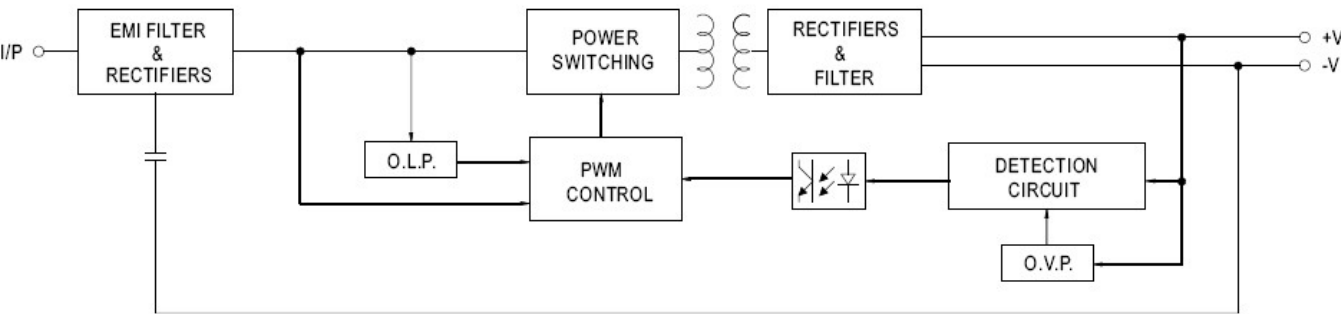 I/P
EMI FILTER
&
RECTIFIERS
POWER
SWITCHING
RECTIFIERS
&
FILTER
+V
-V
O.L.P.
PWM
CONTROL
DETECTION
CIRCUIT
O.V.P.